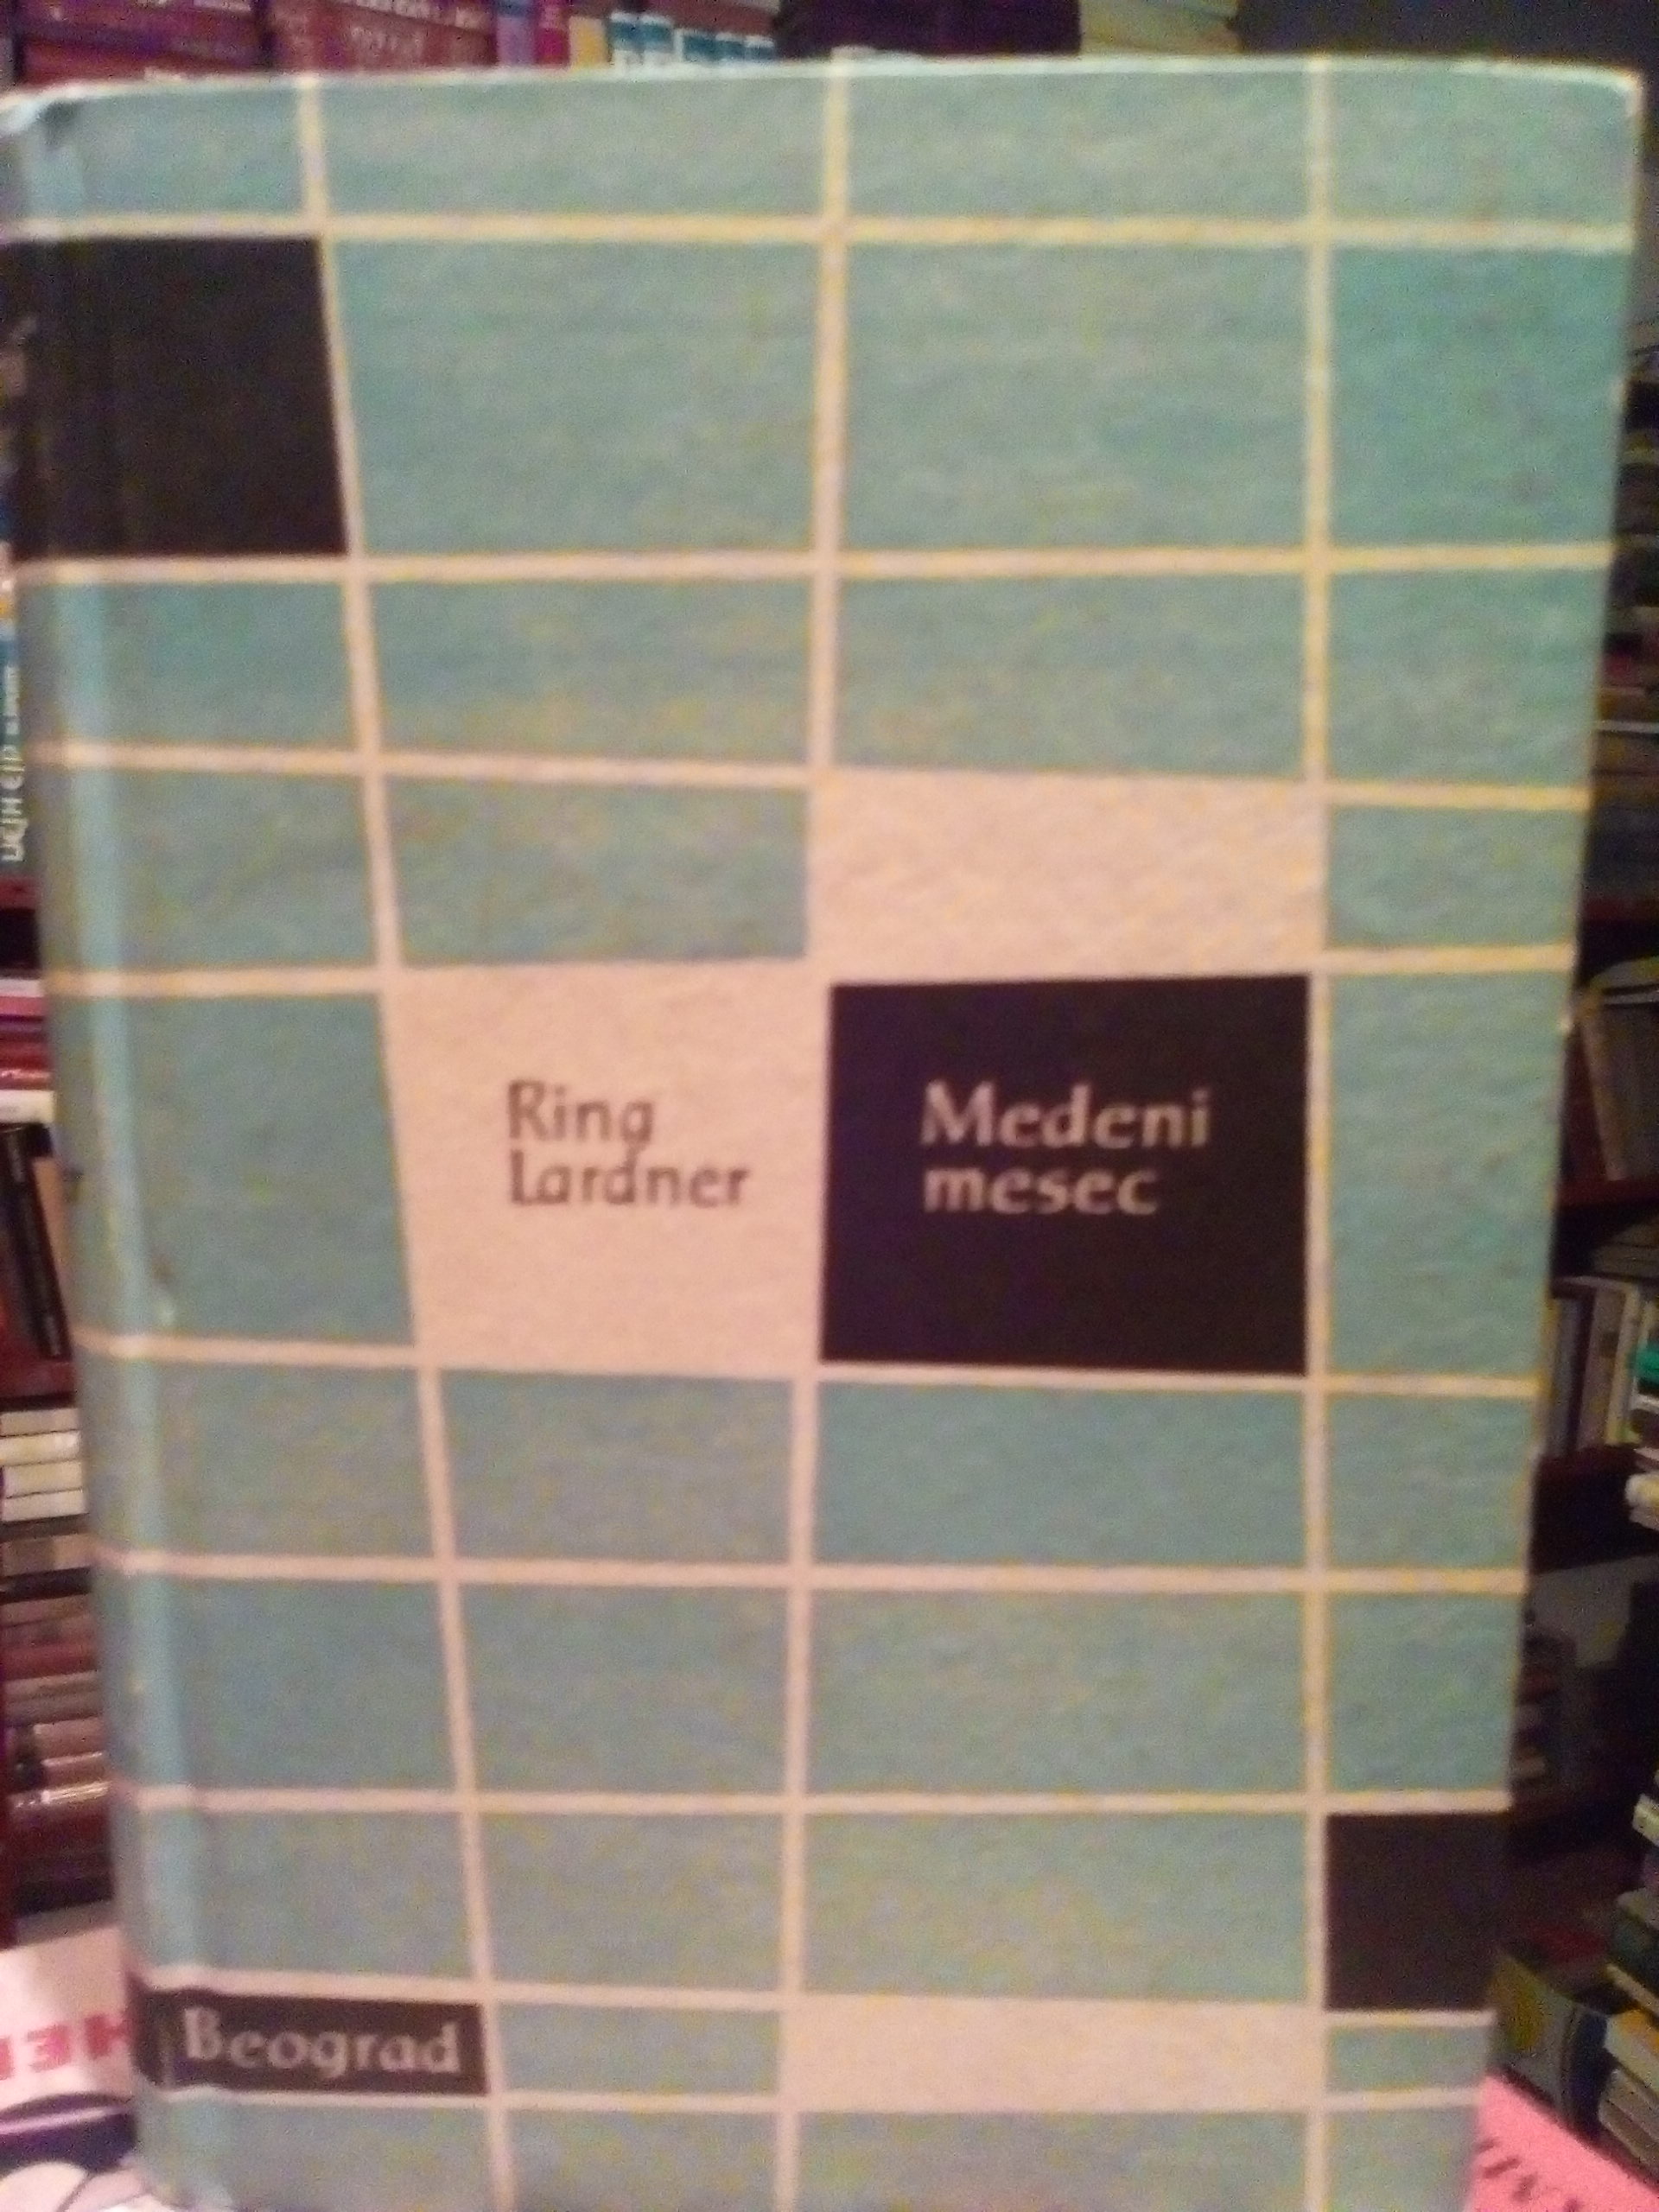 Ring
Lardner
Medeni
mesec
Beograd